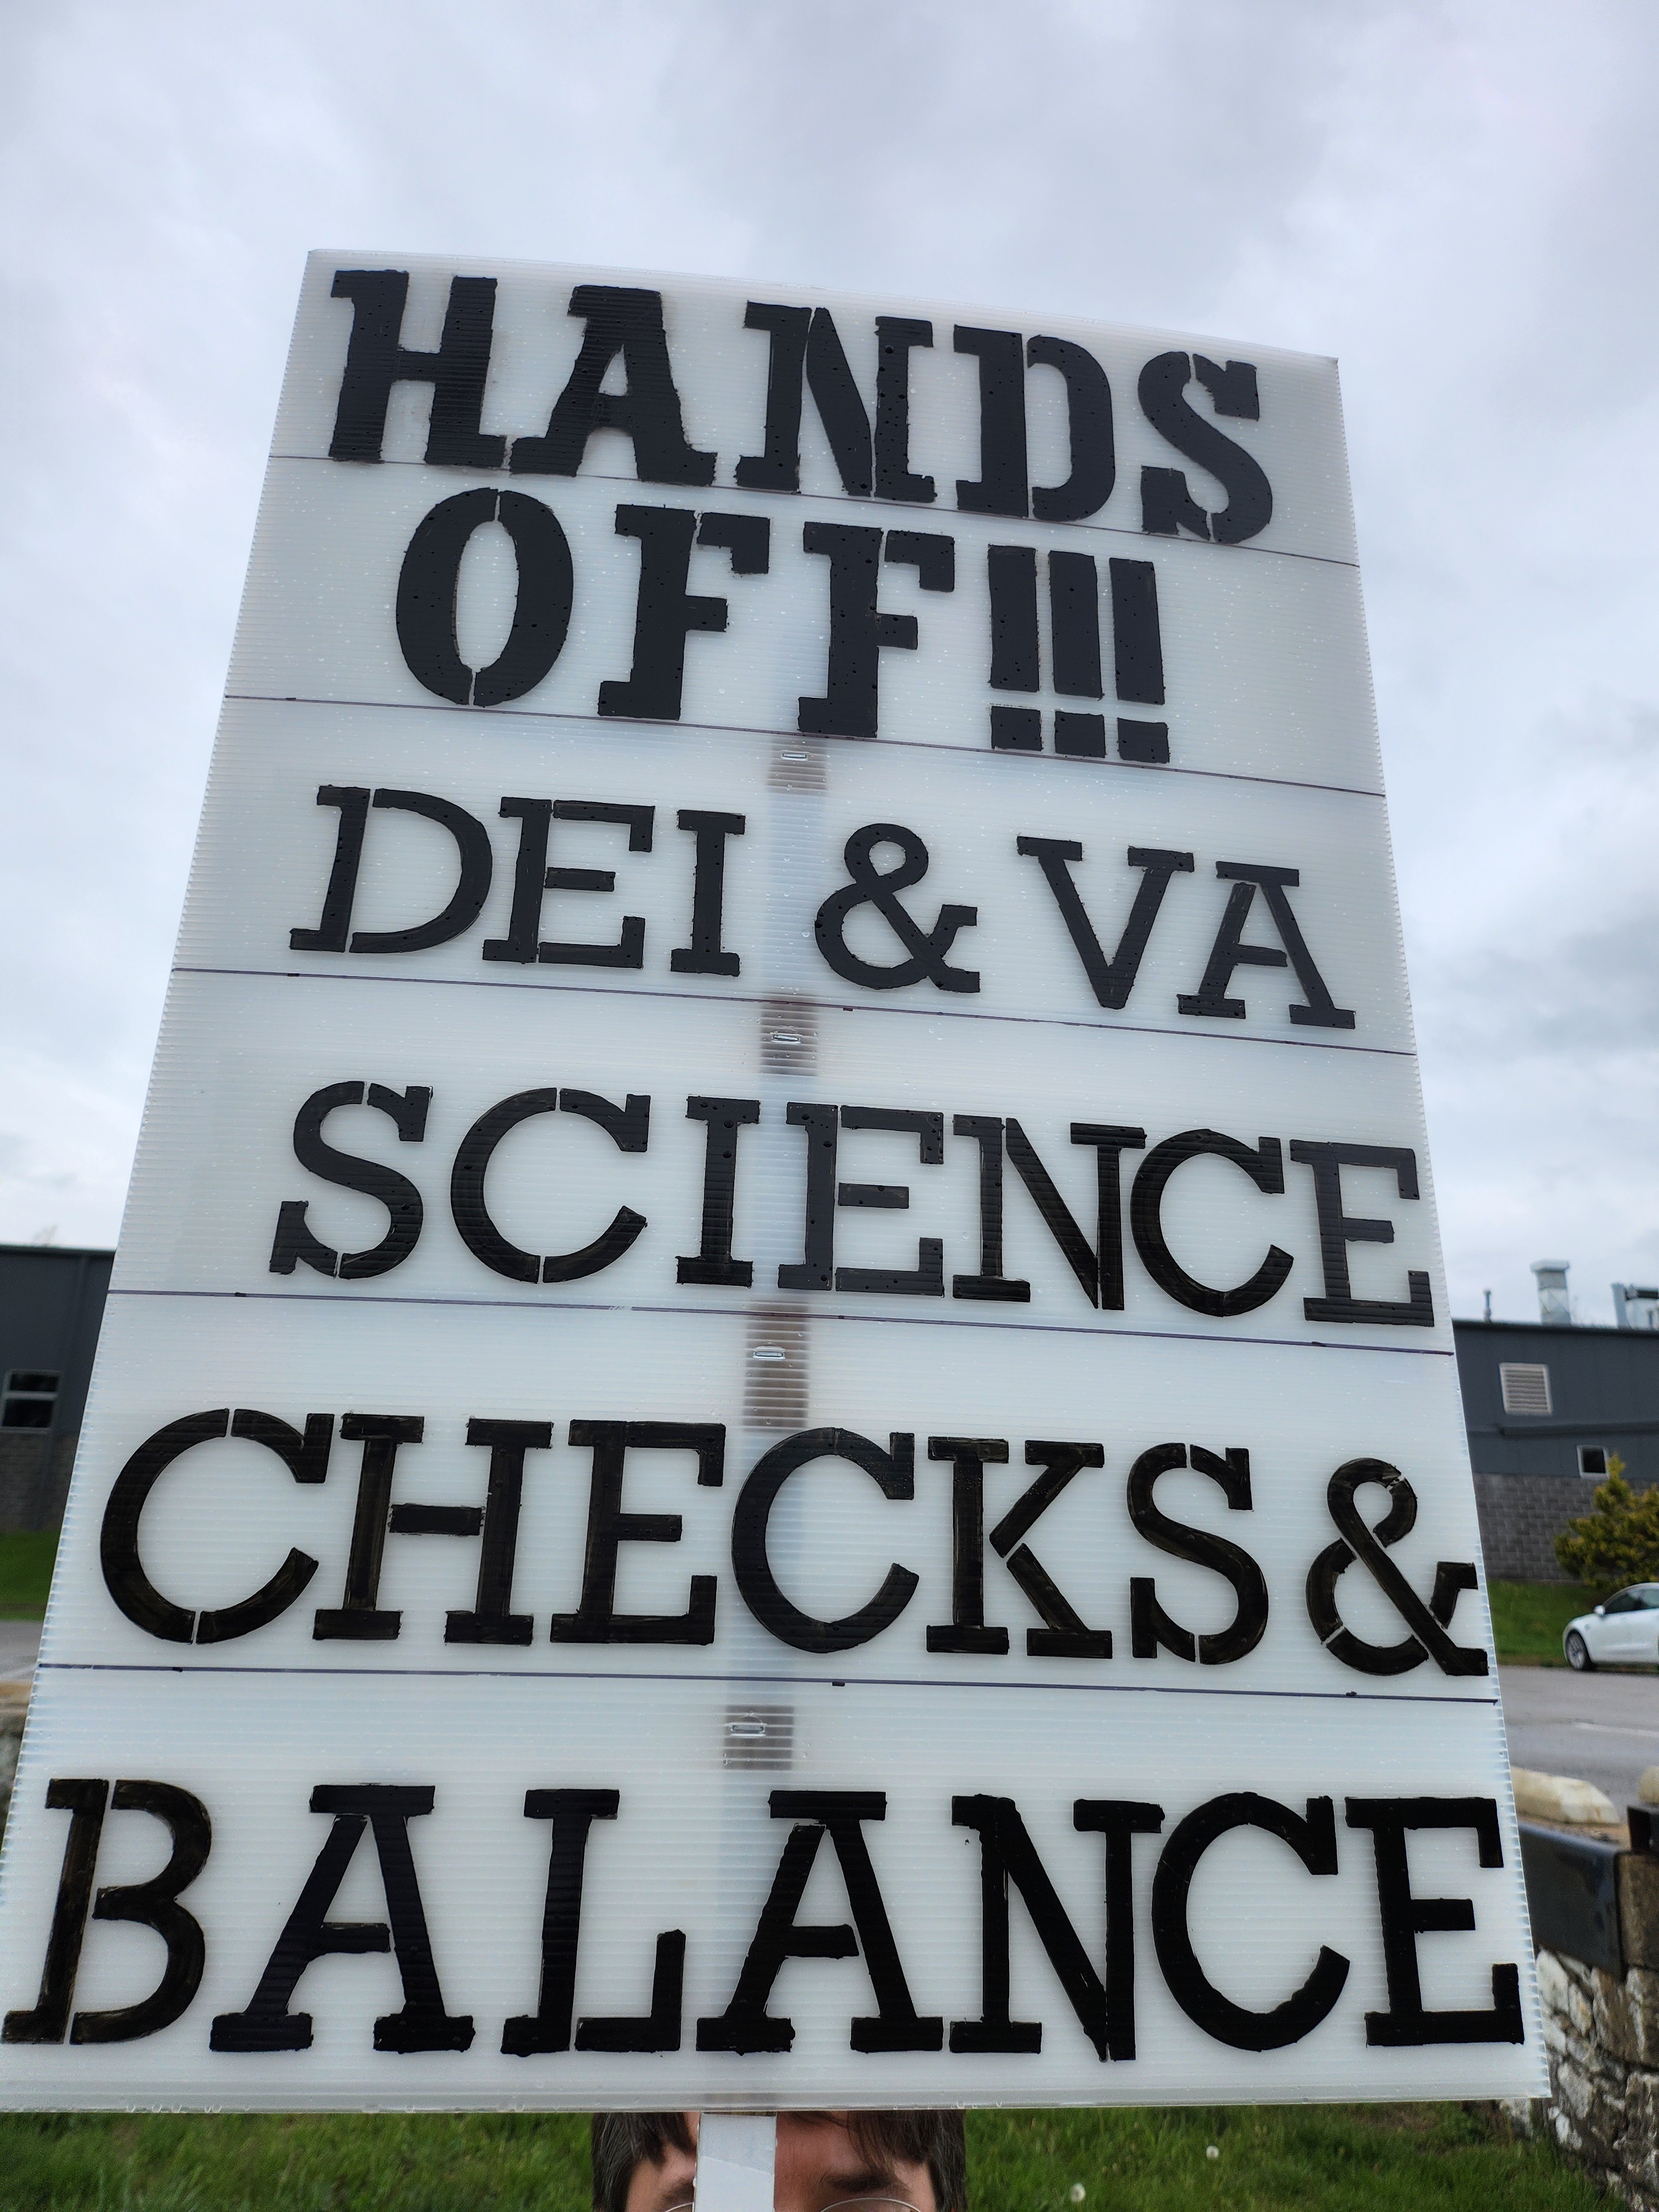 HANDS
OFF!!!
DEI & VA
SCIENCE
CHECKS &
BALANCE